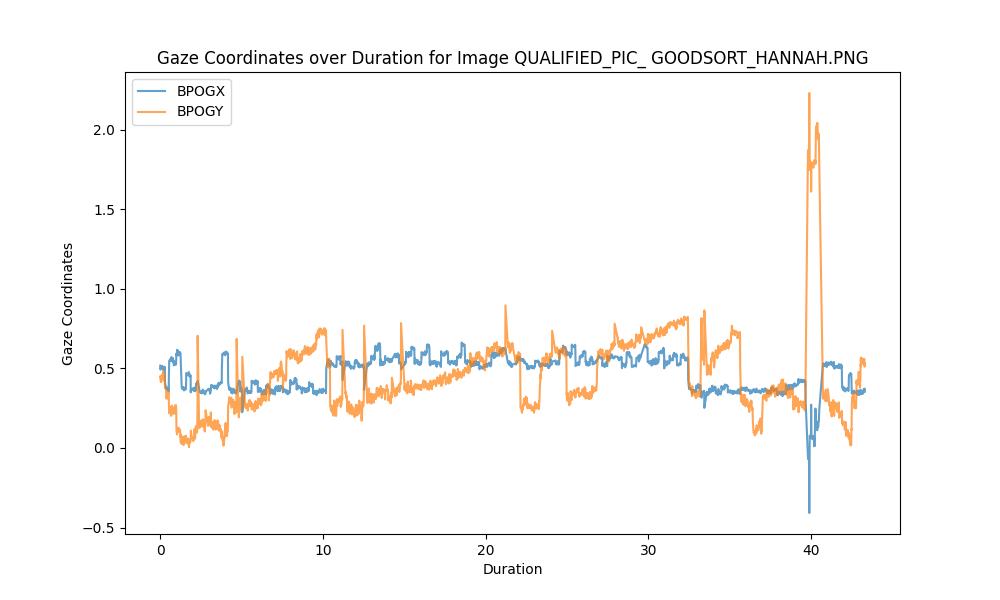 Gaze Coordinates over Duration for Image QUALIFIED_PIC_ GOODSORT_HANNAH.PNG
BPOGX
BPOGY
2.0
1.5
1.0
0.5
0.0
−0.5
Gaze Coordinates
0 10 20 30 40
Duration